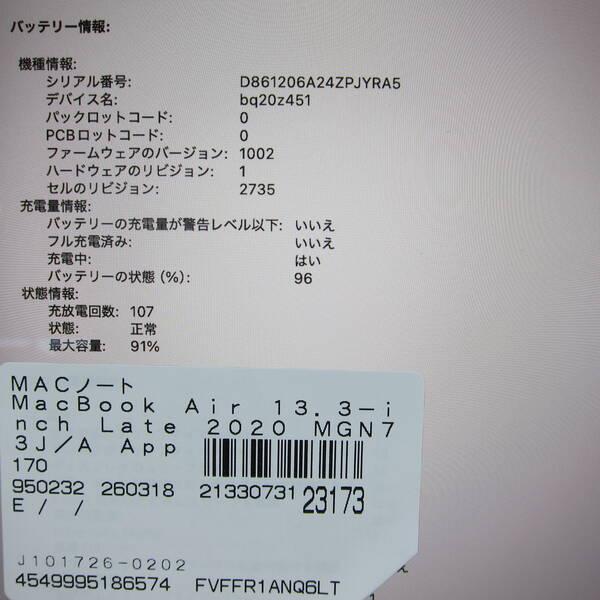 バッテリー情報:
機種情報:
シリアル番号: D861206A24ZPJYRA5
デバイス名: bq20z451
パックロットコード: 0
PCBロットコード: 0
ファームウェアのバージョン: 1002
ハードウェアのリビジョン: 1
セルのリビジョン: 2735
充電量情報:
バッテリーの充電量が警告レベル以下: いいえ
フル充電済み: いいえ
充電中: はい
バッテリーの状態 (%): 96
状態情報:
充放電回数: 107
状態: 正常
最大容量: 91%
MACノート
MacBook Air 13.3-i
nch Late 2020 MGN7
3J/A App
170
950232 260318 21330731 23173
E / /
J101726-0202
4549995186574 FVFFR1ANQ6LT